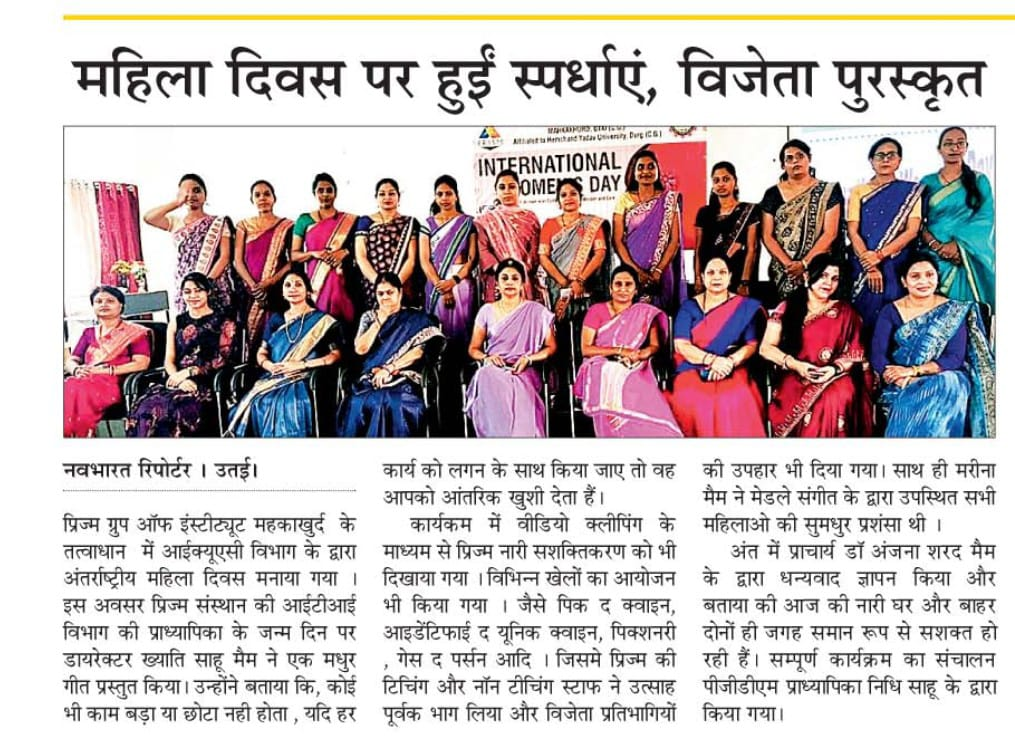 महिला दिवस पर हुईं स्पर्धाएं, विजेता पुरस्कृत
MAHKAKHURD, UTAI (C.G.)
Affiliated to Hemchand Yadav University, Durg (C.G.)
INTERNATIONAL
WOMEN'S DAY
नवभारत रिपोर्टर । उतई।
प्रिज्म ग्रुप ऑफ इंस्टीट्यूट महकाखुर्द के
तत्वाधान में आईक्यूएसी विभाग के द्वारा
अंतर्राष्ट्रीय महिला दिवस मनाया गया ।
इस अवसर प्रिज्म संस्थान की आईटीआई
विभाग की प्राध्यापिका के जन्म दिन पर
डायरेक्टर ख्याति साहू मैम ने एक मधुर
गीत प्रस्तुत किया। उन्होंने बताया कि, कोई
भी काम बड़ा या छोटा नही होता , यदि हर
कार्य को लगन के साथ किया जाए तो वह
आपको आंतरिक खुशी देता हैं।
कार्यकम में वीडियो क्लीपिंग के
माध्यम से प्रिज्म नारी सशक्तिकरण को भी
दिखाया गया । विभिन्न खेलों का आयोजन
भी किया गया । जैसे पिक द क्वाइन,
आइडेंटिफाई द यूनिक क्वाइन, पिक्शनरी
, गेस द पर्सन आदि । जिसमे प्रिज्म की
टिचिंग और नॉन टीचिंग स्टाफ ने उत्साह
पूर्वक भाग लिया और विजेता प्रतिभागियों
की उपहार भी दिया गया। साथ ही मरीना
मैम ने मेडले संगीत के द्वारा उपस्थित सभी
महिलाओ की सुमधुर प्रशंसा थी ।
अंत में प्राचार्य डॉ अंजना शरद मैम
के द्वारा धन्यवाद ज्ञापन किया और
बताया की आज की नारी घर और बाहर
दोनों ही जगह समान रूप से सशक्त हो
रही हैं। सम्पूर्ण कार्यक्रम का संचालन
पीजीडीएम प्राध्यापिका निधि साहू के द्वारा
किया गया।